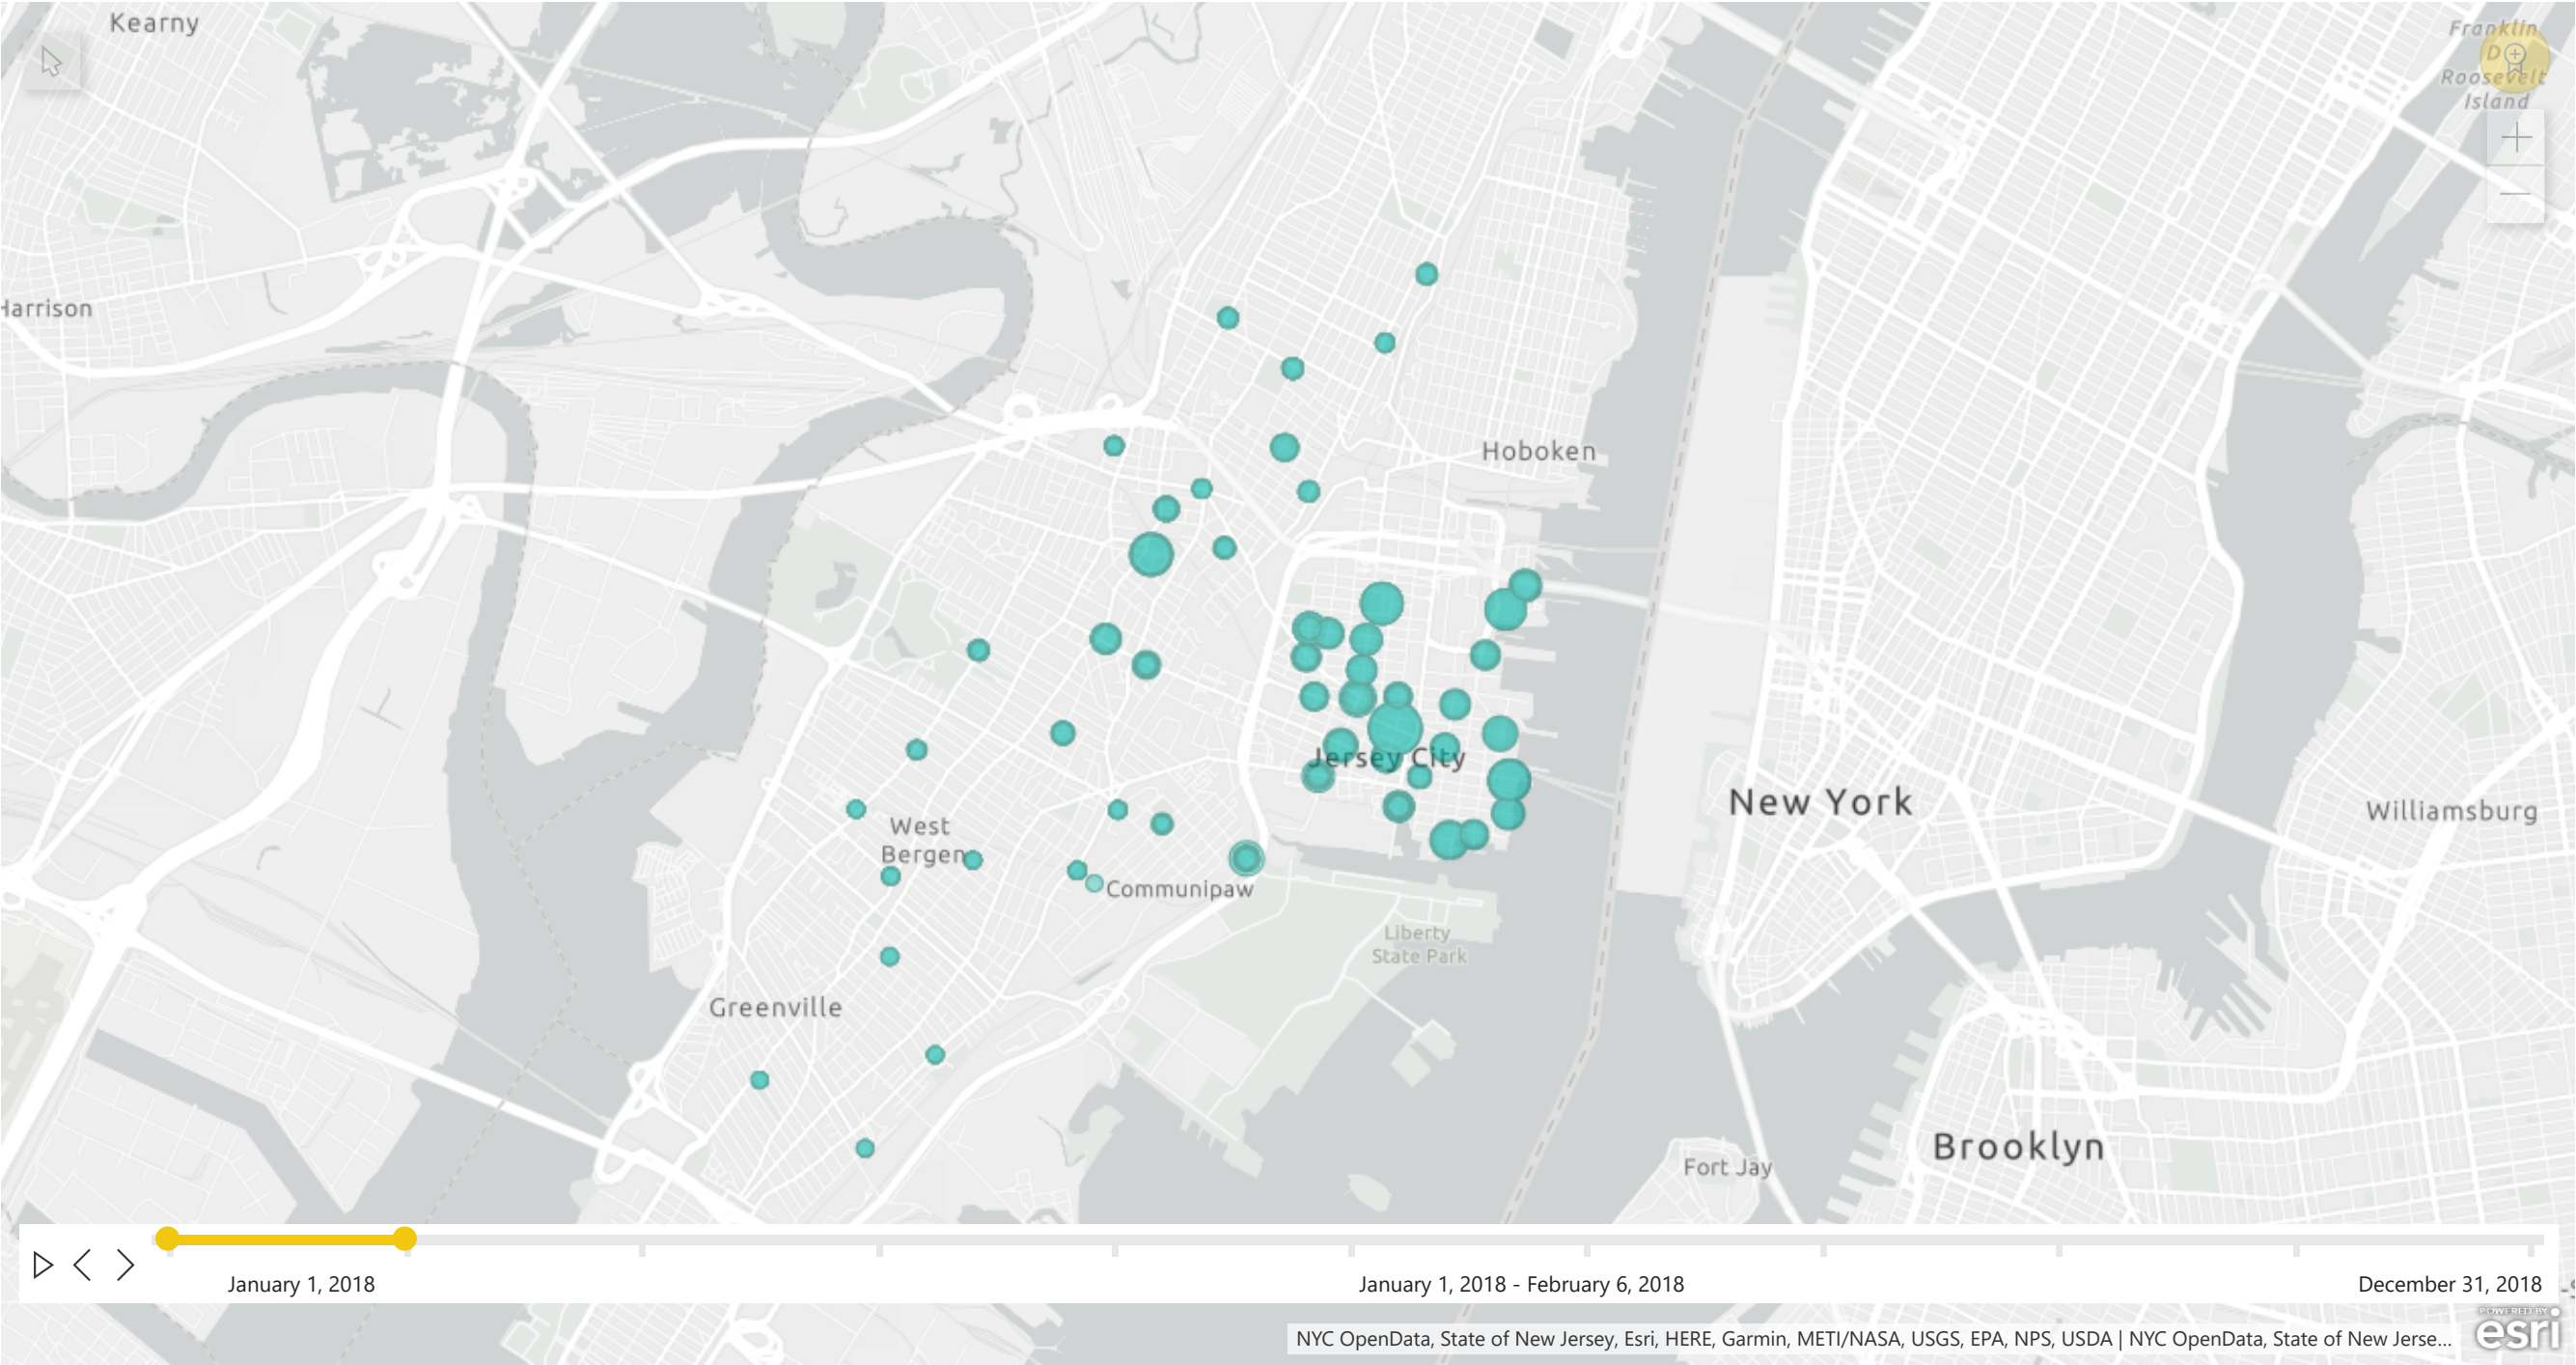 Kearny
Franklin
D
Roosevelt
Island
Harrison
Hoboken
Jersey City
New York
Williamsburg
West
Bergen
Communipaw
Liberty
State Park
Greenville
Brooklyn
Fort Jay
January 1, 2018
January 1, 2018 - February 6, 2018
December 31, 2018
POWERED BY
esri
NYC OpenData, State of New Jersey, Esri, HERE, Garmin, METI/NASA, USGS, EPA, NPS, USDA | NYC OpenData, State of New Jerse...